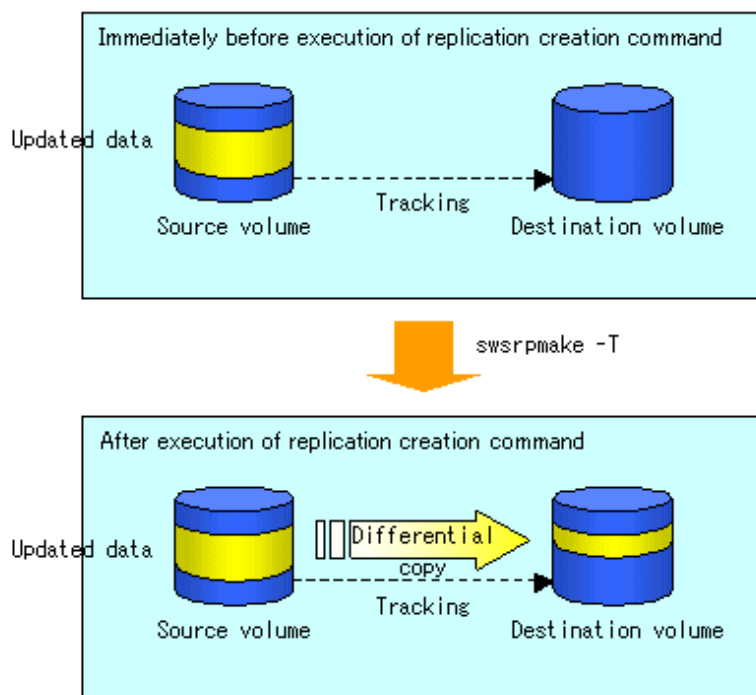 Immediately before execution of replication creation command
Updated data
Tracking
Source volume
Destination volume
swsrpmake -T
After execution of replication creation command
Differential
Updated data
copy
Tracking
Source volume
Destination volume